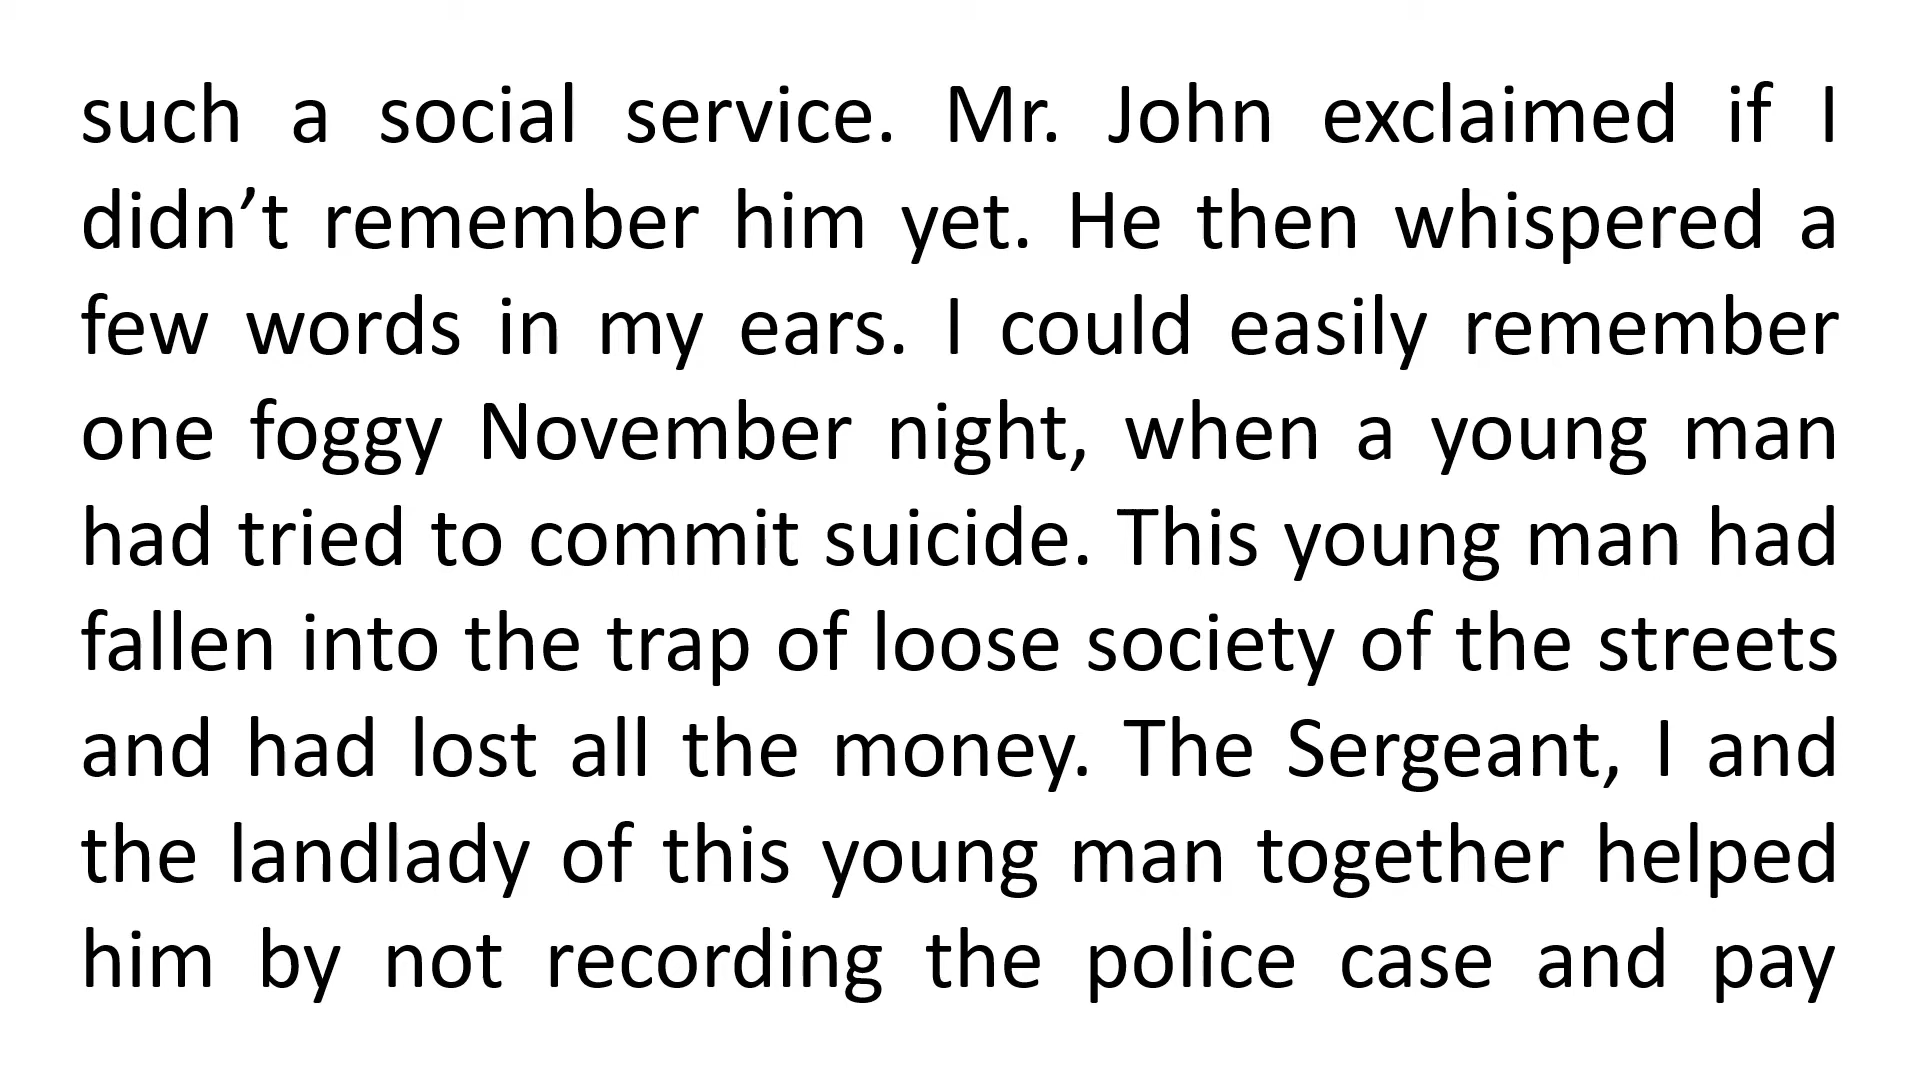 such a social service. Mr. John exclaimed if I
didn’t remember him yet. He then whispered a
few words in my ears. I could easily remember
one foggy November night, when a young man
had tried to commit suicide. This young man had
fallen into the trap of loose society of the streets
and had lost all the money. The Sergeant, I and
the landlady of this young man together helped
him by not recording the police case and pay